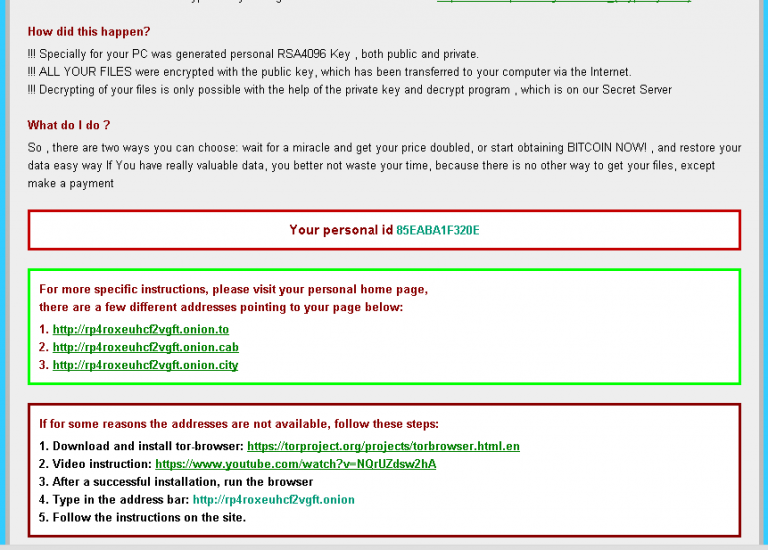 How did this happen?
!!! Specially for your PC was generated personal RSA4096 Key , both public and private.
!!! ALL YOUR FILES were encrypted with the public key, which has been transferred to your computer via the Internet.
!!! Decrypting of your files is only possible with the help of the private key and decrypt program , which is on our Secret Server
What do I do ?
So , there are two ways you can choose: wait for a miracle and get your price doubled, or start obtaining BITCOIN NOW! , and restore your
data easy way If You have really valuable data, you better not waste your time, because there is no other way to get your files, except
make a payment
Your personal id 85EABA1F320E
For more specific instructions, please visit your personal home page,
there are a few different addresses pointing to your page below:
1. http://rp4roxeuhcf2vgft.onion.to
2. http://rp4roxeuhcf2vgft.onion.cab
3. http://rp4roxeuhcf2vgft.onion.city
If for some reasons the addresses are not available, follow these steps:
1. Download and install tor-browser: https://torproject.org/projects/torbrowser.html.en
2. Video instruction: https://www.youtube.com/watch?v=NQrUZdsw2hA
3. After a successful installation, run the browser
4. Type in the address bar: http://rp4roxeuhcf2vgft.onion
5. Follow the instructions on the site.